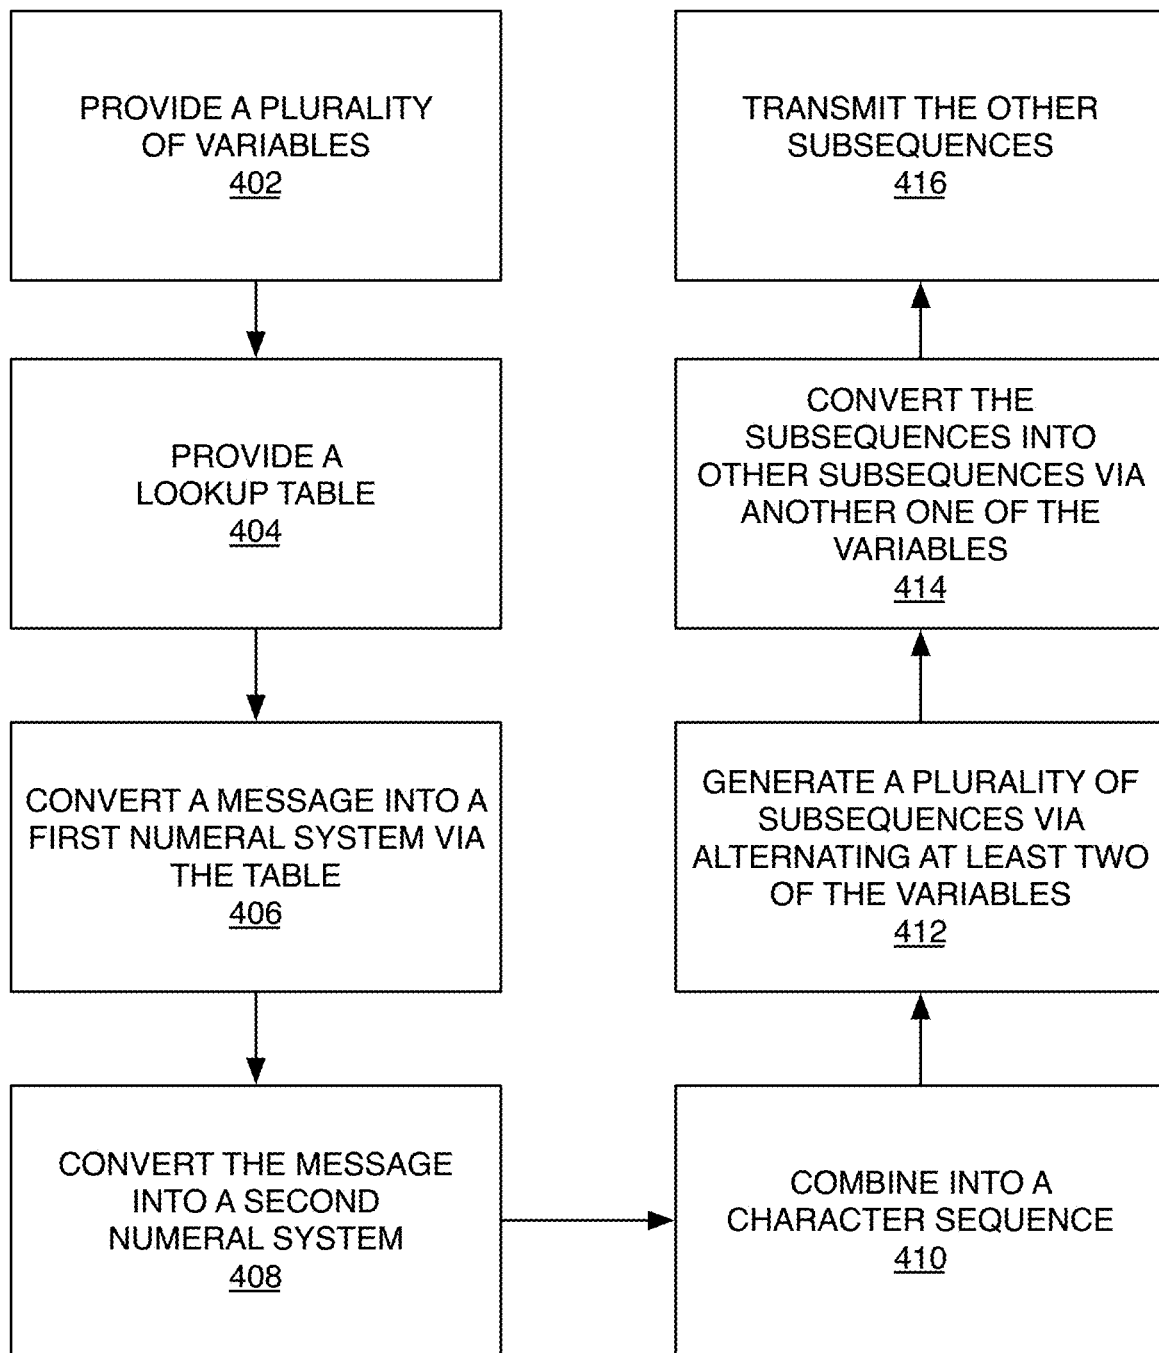 PROVIDE A PLURALITY
OF VARIABLES
402
PROVIDE A
LOOKUP TABLE
404
CONVERT A MESSAGE INTO A
FIRST NUMERAL SYSTEM VIA
THE TABLE
406
CONVERT THE MESSAGE
INTO A SECOND
NUMERAL SYSTEM
408
COMBINE INTO A
CHARACTER SEQUENCE
410
GENERATE A PLURALITY OF
SUBSEQUENCES VIA
ALTERNATING AT LEAST TWO
OF THE VARIABLES
412
CONVERT THE
SUBSEQUENCES INTO
OTHER SUBSEQUENCES VIA
ANOTHER ONE OF THE
VARIABLES
414
TRANSMIT THE OTHER
SUBSEQUENCES
416